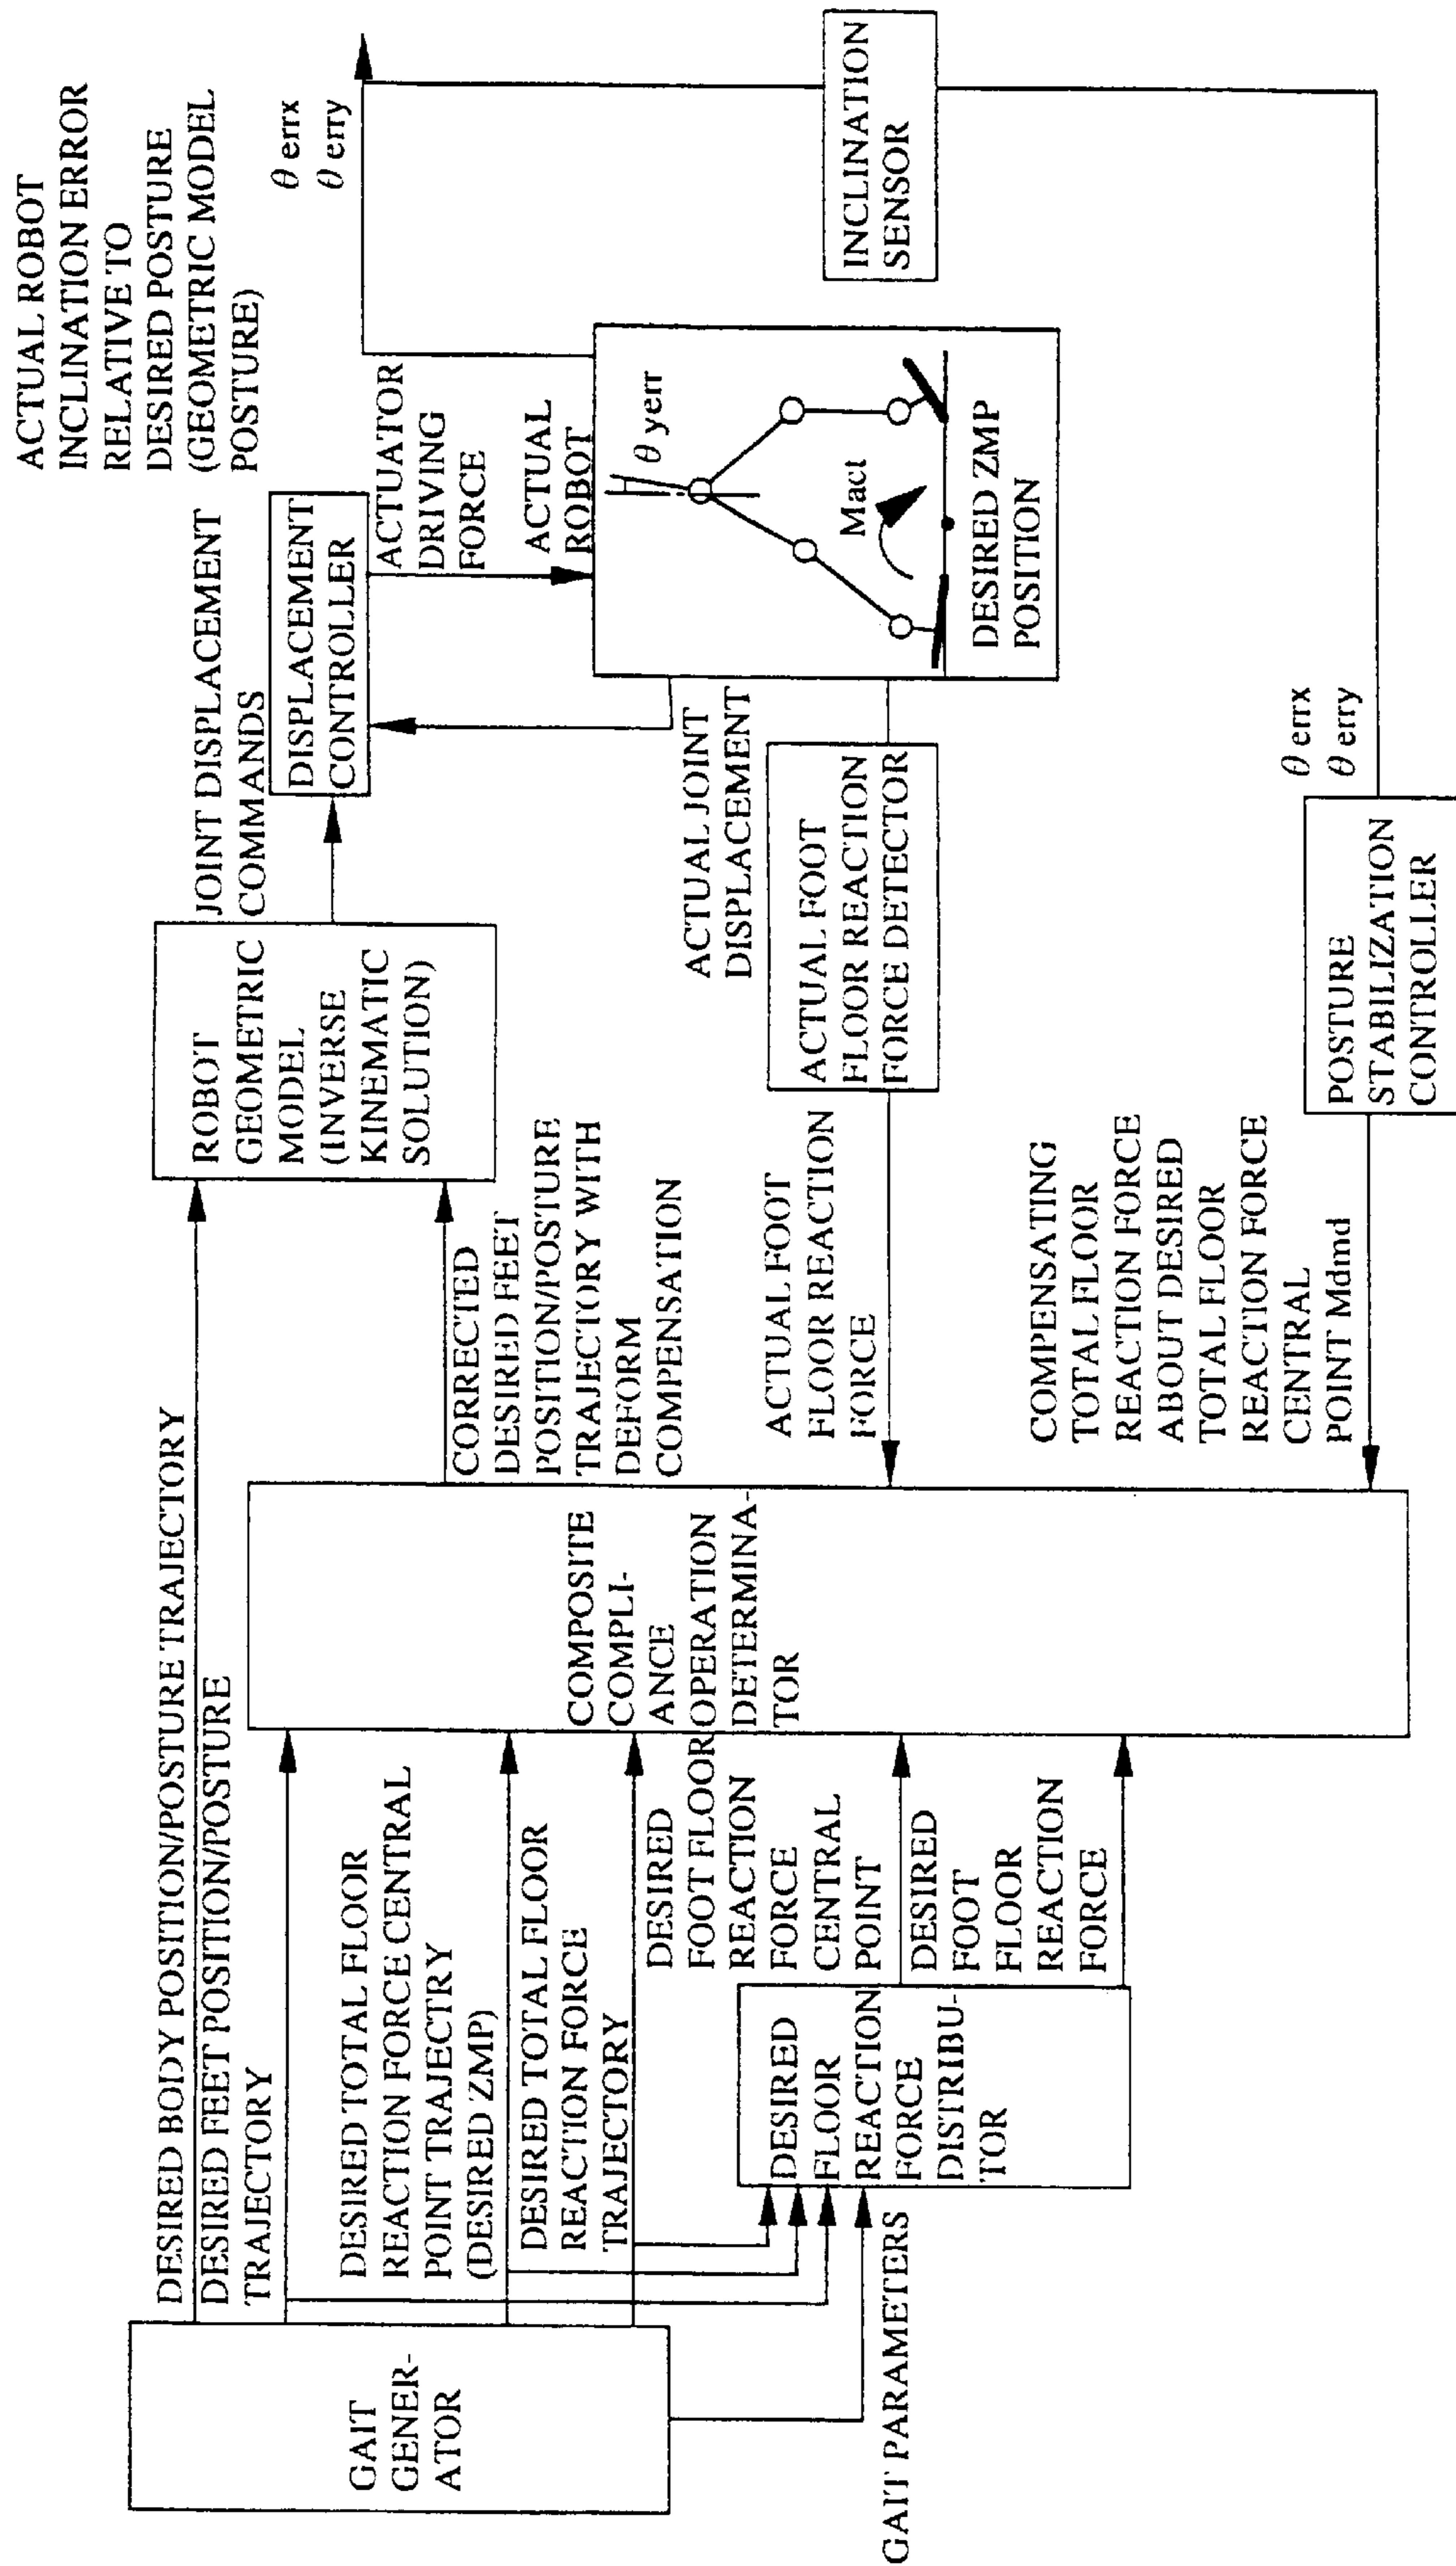 GAIT
GENER-
ATOR
GAIT PARAMETERS
DESIRED BODY POSITION/POSTURE TRAJECTORY
DESIRED FEET POSITION/POSTURE
TRAJECTORY
DESIRED TOTAL FLOOR
REACTION FORCE CENTRAL
POINT TRAJECTRY
(DESIRED ZMP)
DESIRED TOTAL FLOOR
REACTION FORCE
TRAJECTORY
DESIRED
FLOOR
REACTION
FORCE
DISTRIBU-
TOR
DESIRED
FOOT FLOOR
REACTION
FORCE
CENTRAL
POINT
DESIRED
FOOT
FLOOR
REACTION
FORCE
COMPOSITE
COMPLI-
ANCE
OPERATION
DETERMINA-
TOR
CORRECTED
DESIRED FEET
POSITION/POSTURE
TRAJECTORY WITH
DEFORM
COMPENSATION
ACTUAL FOOT
FLOOR REACTION
FORCE
COMPENSATING
TOTAL FLOOR
REACTION FORCE
ABOUT DESIRED
TOTAL FLOOR
REACTION FORCE
CENTRAL
POINT Mdmd
ROBOT
GEOMETRIC
MODEL
(INVERSE
KINEMATIC
SOLUTION)
JOINT DISPLACEMENT
COMMANDS
DISPLACEMENT
CONTROLLER
ACTUAL JOINT
DISPLACEMENT
ACTUAL FOOT
FLOOR REACTION
FORCE DETECTOR
POSTURE
STABILIZATION
CONTROLLER
θ errx
θ erry
ACTUATOR
DRIVING
FORCE
ACTUAL
ROBOT
θ yerr
Mact
DESIRED ZMP
POSITION
ACTUAL ROBOT
INCLINATION ERROR
RELATIVE TO
DESIRED POSTURE
(GEOMETRIC MODEL
POSTURE)
θ errx
θ erry
INCLINATION
SENSOR